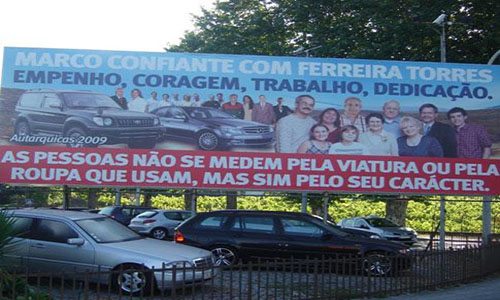 MARCO CONFIANTE COM FERREIRA TORRES
EMPENHO, CORAGEM, TRABALHO, DEDICAÇÃO.
Autárquicas 2009
AS PESSOAS NÃO SE MEDEM PELA VIATURA OU PELA
ROUPA QUE USAM, MAS SIM PELO SEU CARÁCTER.